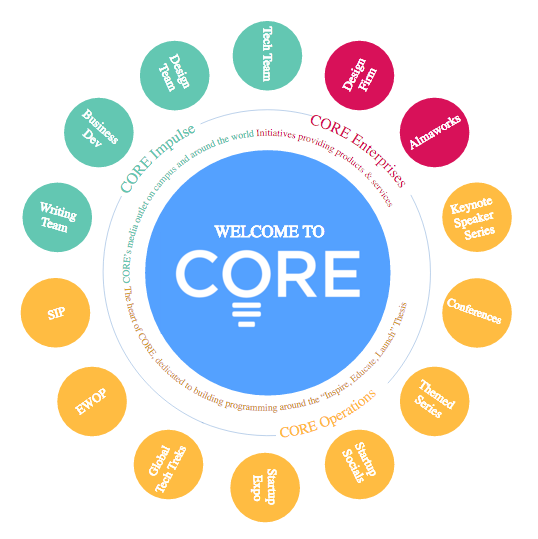 Tech Team
Design
Firm
Almaworks
Keynote
Speaker
Series
Conferences
Themed
Series
Startup
Socials
Startup
Expo
Global
Tech Treks
EWOP
SIP
Writing
Team
Business
Dev
Design
Team
CORE Impulse
CORE's media outlet on campus and around the world
CORE Enterprises
Initiatives providing products & services
WELCOME TO
CORE
The heart of CORE, dedicated to building programming around the "Inspire, Educate, Launch" Thesis
CORE Operations